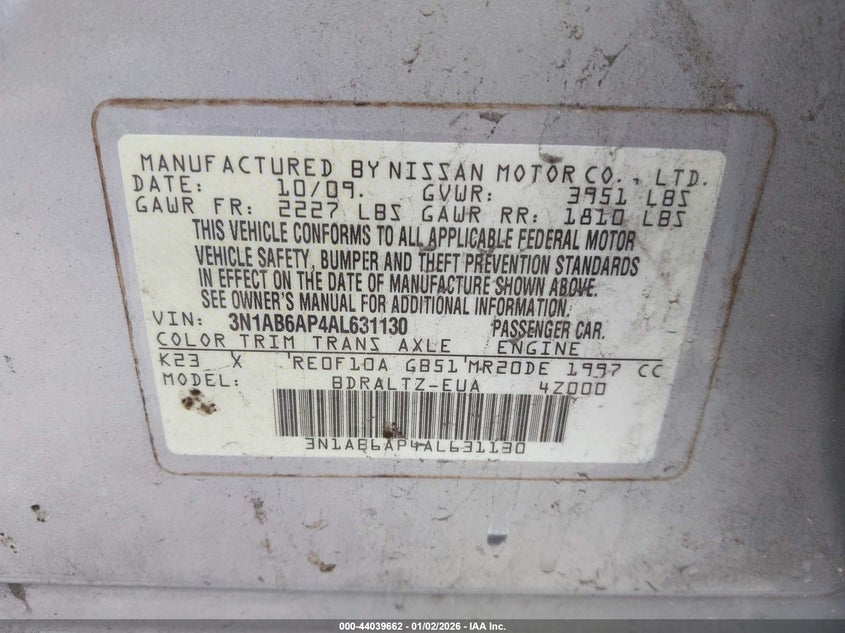 MANUFACTURED BY NISSAN MOTOR CO., LTD.
DATE: 10/09. GVWR: 3951 LBS
GAWR FR: 2227 LBS GAWR RR: 1810 LBS
THIS VEHICLE CONFORMS TO ALL APPLICABLE FEDERAL MOTOR
VEHICLE SAFETY, BUMPER AND THEFT PREVENTION STANDARDS
IN EFFECT ON THE DATE OF MANUFACTURE SHOWN ABOVE.
SEE OWNER'S MANUAL FOR ADDITIONAL INFORMATION.
VIN: 3N1AB6AP4AL631130 PASSENGER CAR.
COLOR TRIM TRANS AXLE ENGINE
K23 X RE0F10A GB51 MR20DE 1997 CC
MODEL: BDRALTZ-EUA 4Z000
3N1AB6AP4AL631130
000-44039662 - 01/02/2026 - IAA Inc.